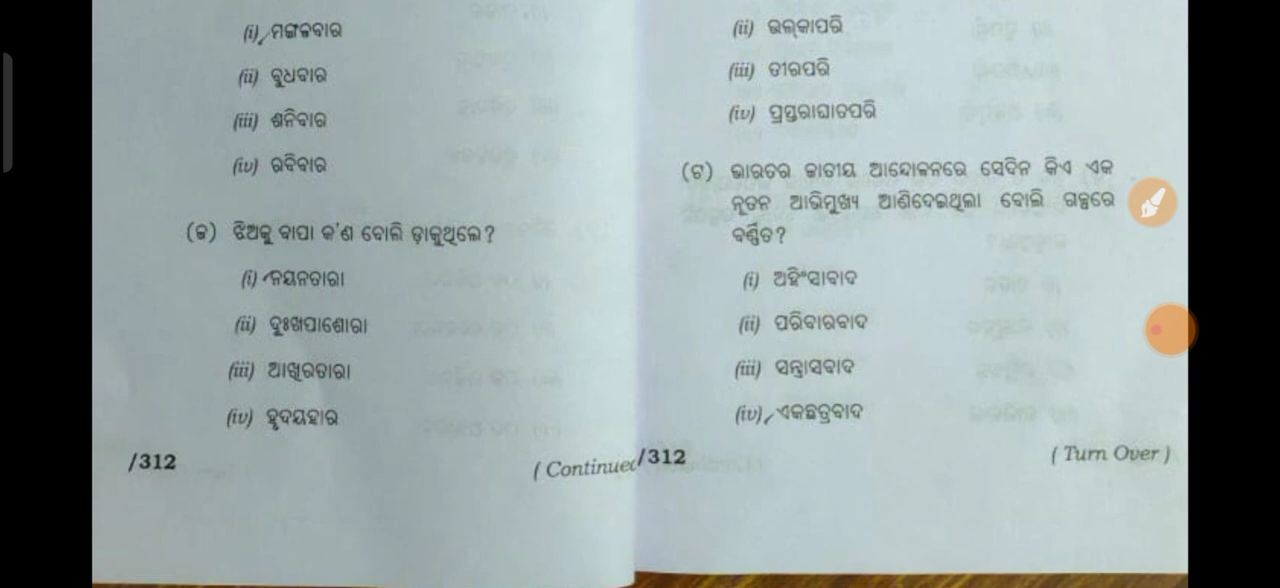 (i) ମଙ୍ଗଳବାର
(ii) ବୁଧବାର
(iii) ଶନିବାର
(iv) ରବିବାର
(ଜ) ଝିଅକୁ ବାପା କ'ଣ ବୋଲି ଡ଼ାକୁଥିଲେ?
(i) ନୟନତାରା
(ii) ଦୁଃଖପାଶୋରା
(iii) ଆଖିରତାରା
(iv) ହୃଦୟହାର
/312
( Continued
(ii) ଉଲ୍‌କାପରି
(iii) ତୀରପରି
(iv) ପ୍ରସ୍ତରାଘାତପରି
(ଟ) ଭାରତର ଜାତୀୟ ଆନ୍ଦୋଳନରେ ସେଦିନ କିଏ ଏକ
ନୂତନ ଆଭିମୁଖ୍ୟ ଆଣିଦେଇଥିଲା ବୋଲି ଗଳ୍ପରେ
ବର୍ଣ୍ଣିତ?
(i) ଅହିଂସାବାଦ
(ii) ପରିବାରବାଦ
(iii) ସନ୍ତ୍ରାସବାଦ
(iv) ଏକଛତ୍ରବାଦ
/312
( Turn Over )